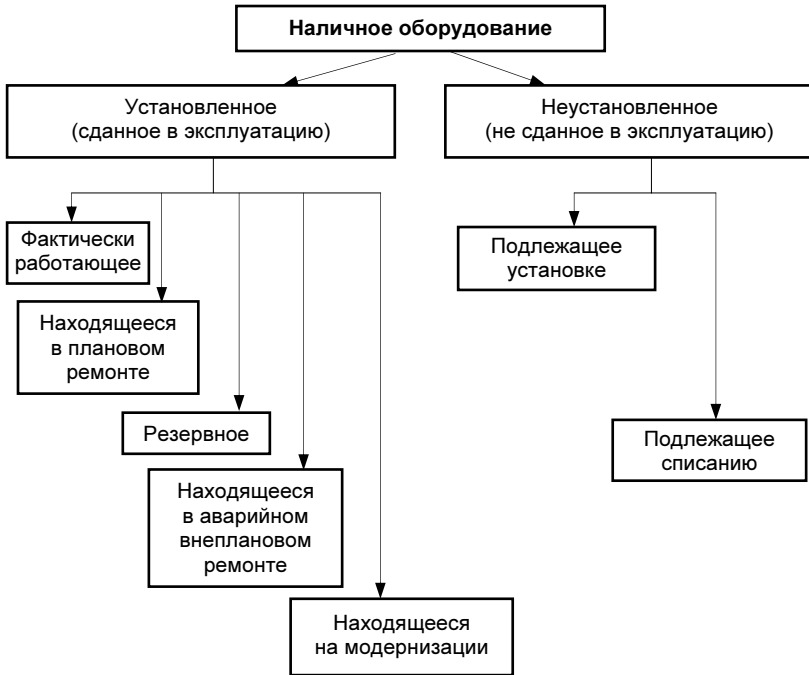 Наличное оборудование
Установленное
(сданное в эксплуатацию)
Неустановленное
(не сданное в эксплуатацию)
Фактически
работающее
Находящееся
в плановом
ремонте
Резервное
Находящееся
в аварийном
внеплановом
ремонте
Находящееся
на модернизации
Подлежащее
установке
Подлежащее
списанию